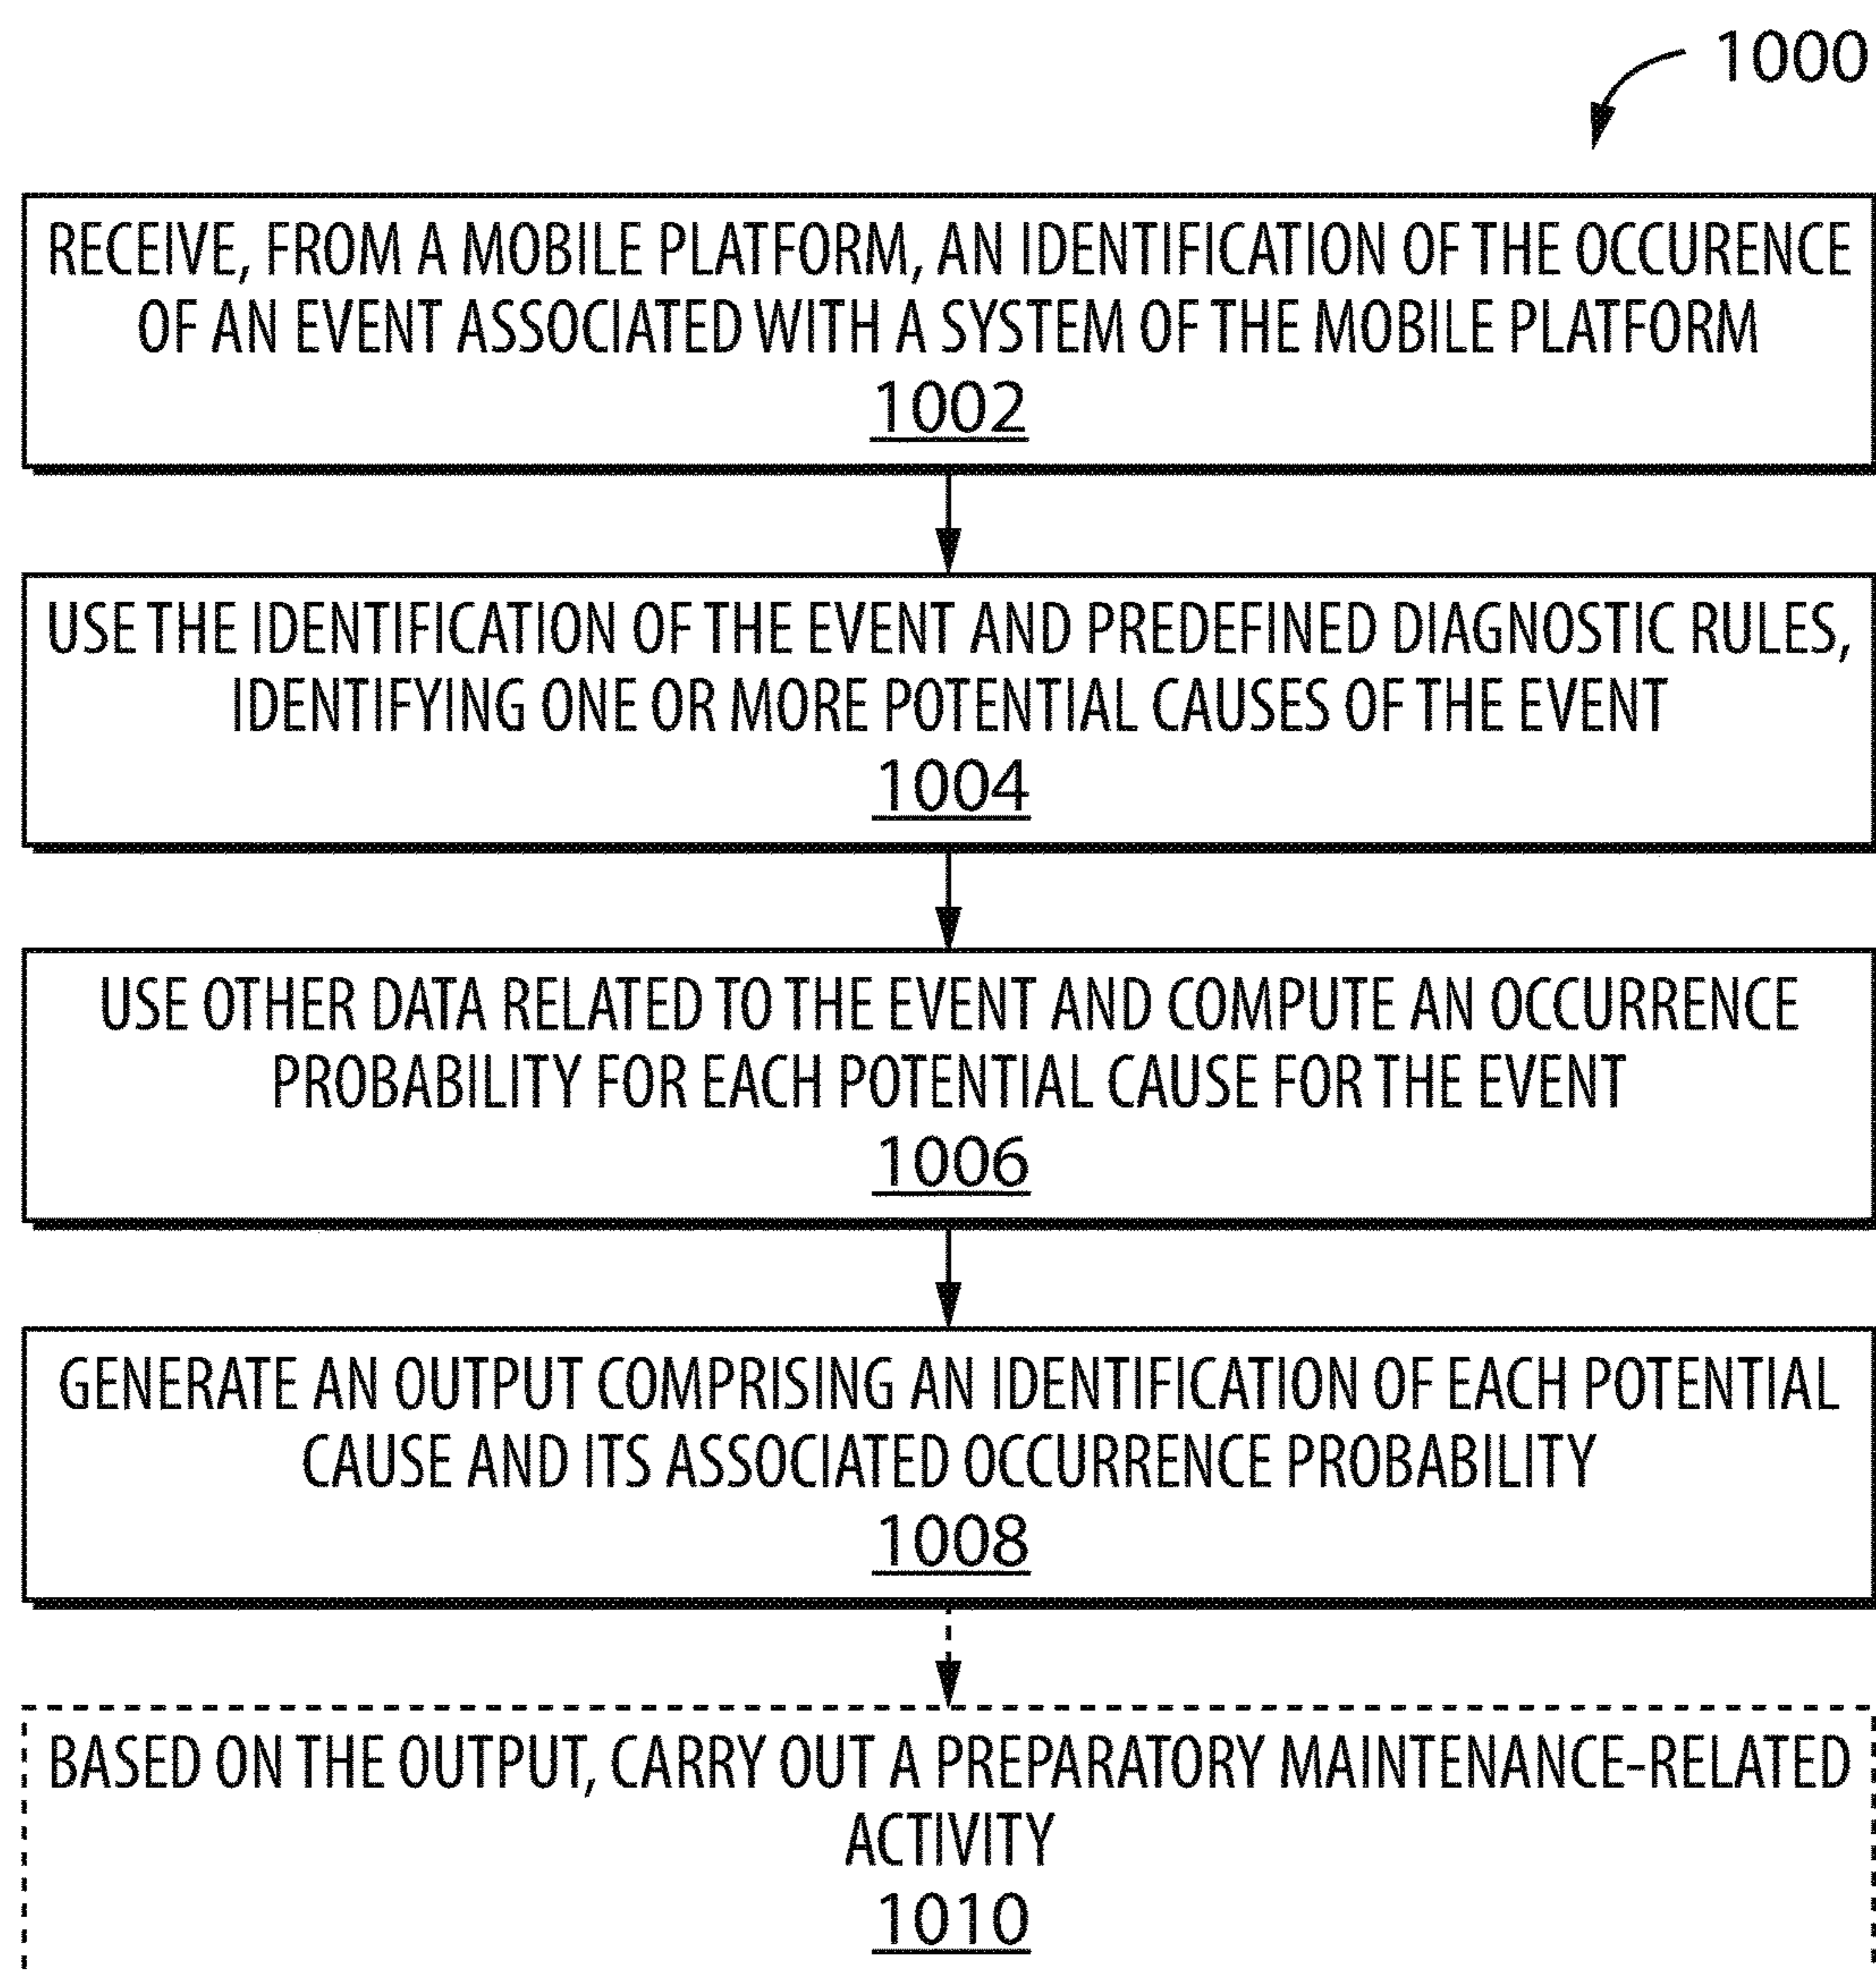 1000
RECEIVE, FROM A MOBILE PLATFORM, AN IDENTIFICATION OF THE OCCURENCE
OF AN EVENT ASSOCIATED WITH A SYSTEM OF THE MOBILE PLATFORM
1002
USE THE IDENTIFICATION OF THE EVENT AND PREDEFINED DIAGNOSTIC RULES,
IDENTIFYING ONE OR MORE POTENTIAL CAUSES OF THE EVENT
1004
USE OTHER DATA RELATED TO THE EVENT AND COMPUTE AN OCCURRENCE
PROBABILITY FOR EACH POTENTIAL CAUSE FOR THE EVENT
1006
GENERATE AN OUTPUT COMPRISING AN IDENTIFICATION OF EACH POTENTIAL
CAUSE AND ITS ASSOCIATED OCCURRENCE PROBABILITY
1008
BASED ON THE OUTPUT, CARRY OUT A PREPARATORY MAINTENANCE-RELATED
ACTIVITY
1010